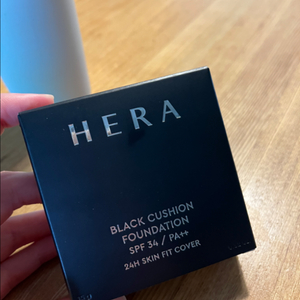 HERA
BLACK CUSHION
FOUNDATION
SPF 34 / PA++
24H SKIN FIT COVER